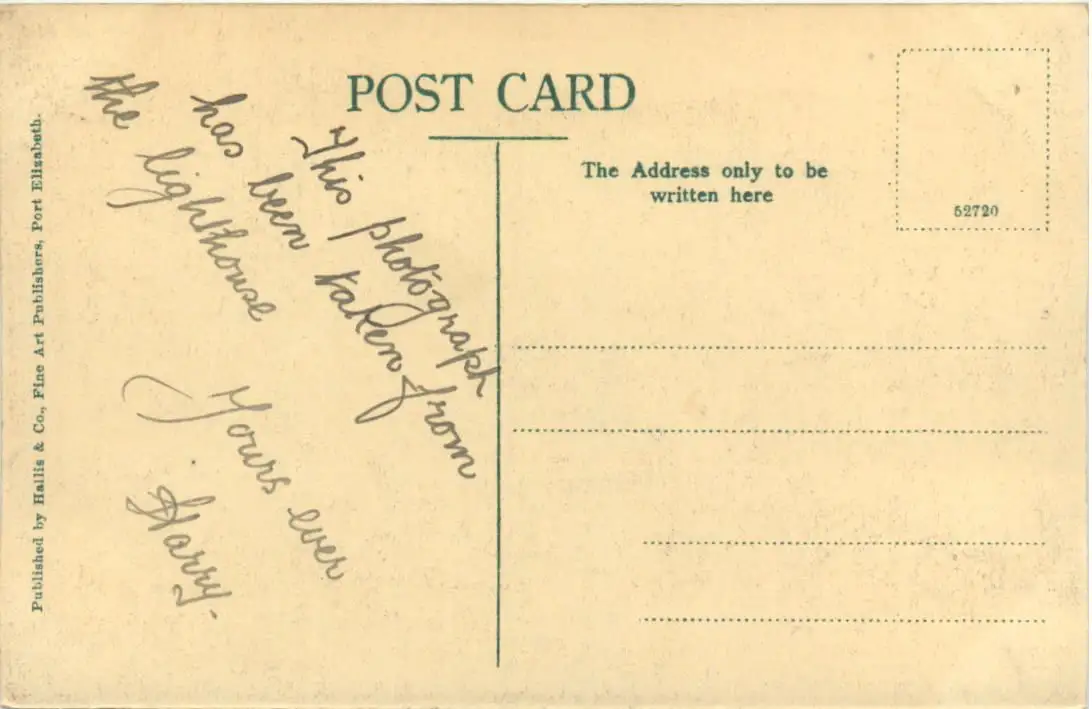 POST CARD
The Address only to be
written here
52720
This photograph
has been taken from
the lighthouse
Yours ever
Harry.
Published by Hallis & Co., Fine Art Publishers, Port Elizabeth.